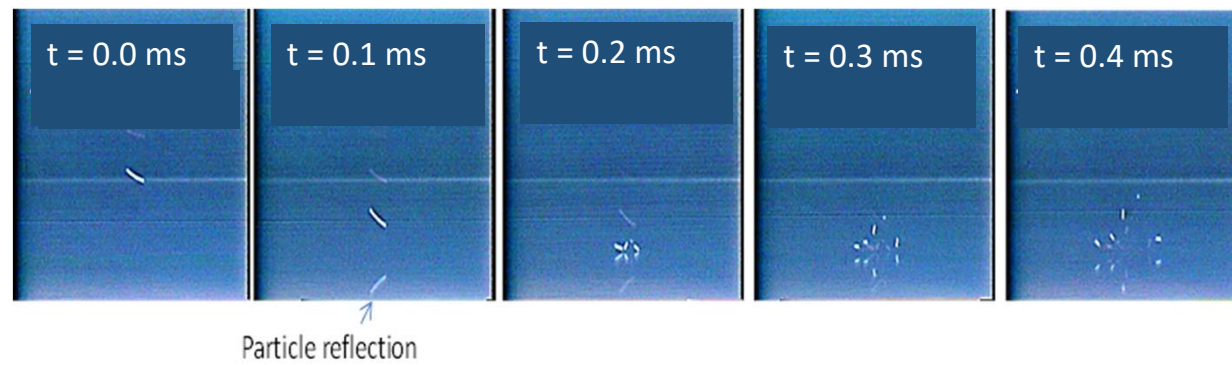 t = 0.0 ms
t = 0.1 ms
t = 0.2 ms
t = 0.3 ms
t = 0.4 ms
Particle reflection